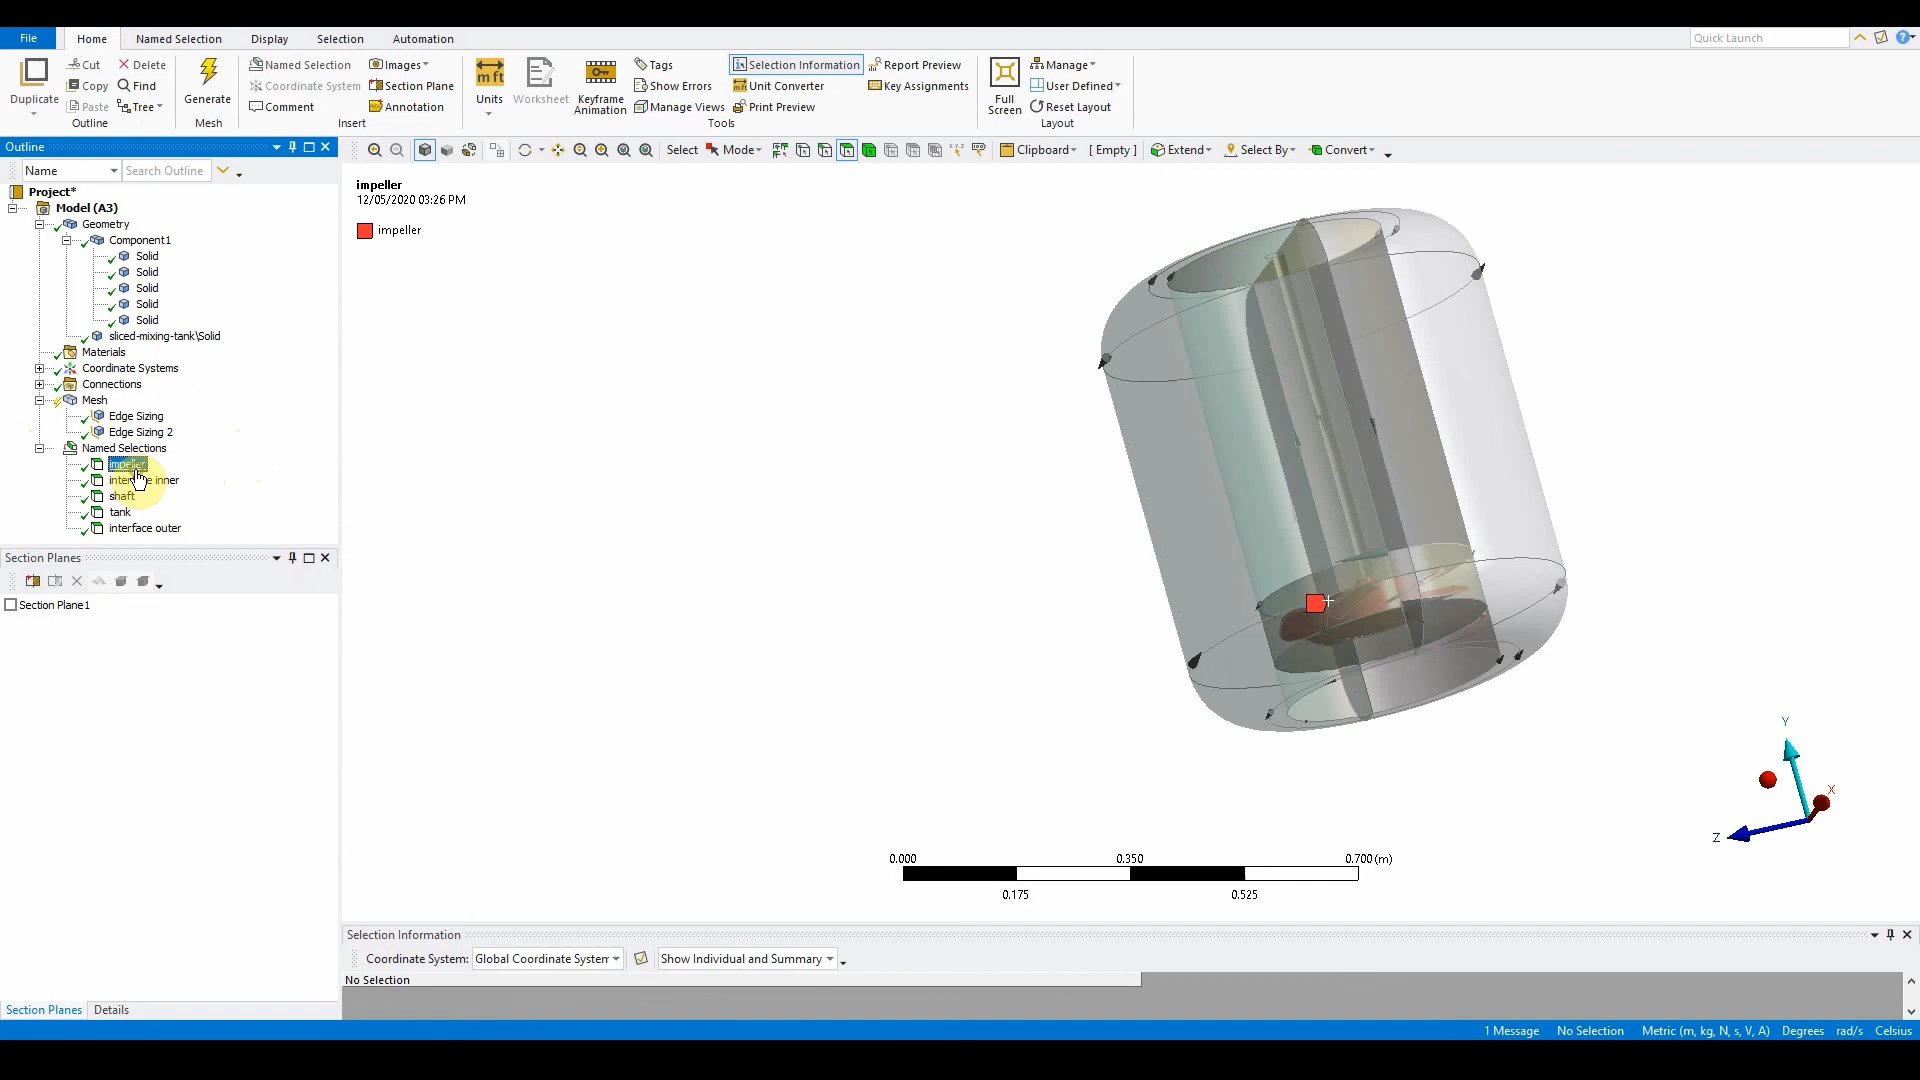 File Home Named Selection Display Selection Automation Quick Launch
Cut Delete Named Selection Images Tags Selection Information Report Preview Manage
Copy Find Coordinate System Section Plane Show Errors Unit Converter Key Assignments User Defined
Duplicate Generate Units Worksheet Keyframe Animation Full Screen
Paste Tree Comment Annotation Manage Views Print Preview Reset Layout
Outline Mesh Insert Tools Layout
Outline
Select Mode Clipboard [ Empty ] Extend Select By Convert
Name Search Outline
Project*
Model (A3)
Geometry
Component1
Solid
Solid
Solid
Solid
Solid
sliced-mixing-tank\Solid
Materials
Coordinate Systems
Connections
Mesh
Edge Sizing
Edge Sizing 2
Named Selections
impeller
inner
shaft
tank
interface outer
Section Planes
Section Plane1
Section Planes Details
impeller
12/05/2020 03:26 PM
impeller
Y
X
Z
0.000 0.350 0.700 (m)
0.175 0.525
Selection Information
Coordinate System: Global Coordinate System Show Individual and Summary
No Selection
1 Message No Selection Metric (m, kg, N, s, V, A) Degrees rad/s Celsius